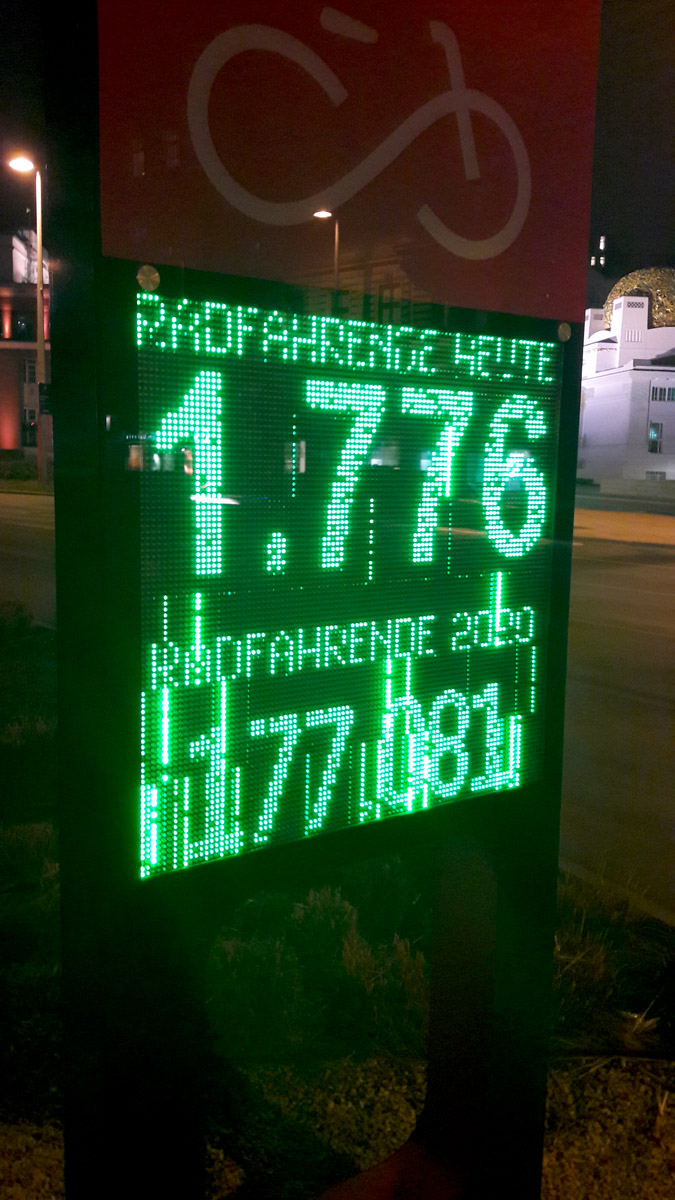 RADFAHRENDE HEUTE
1.776
RADFAHRENDE 2020
177.081